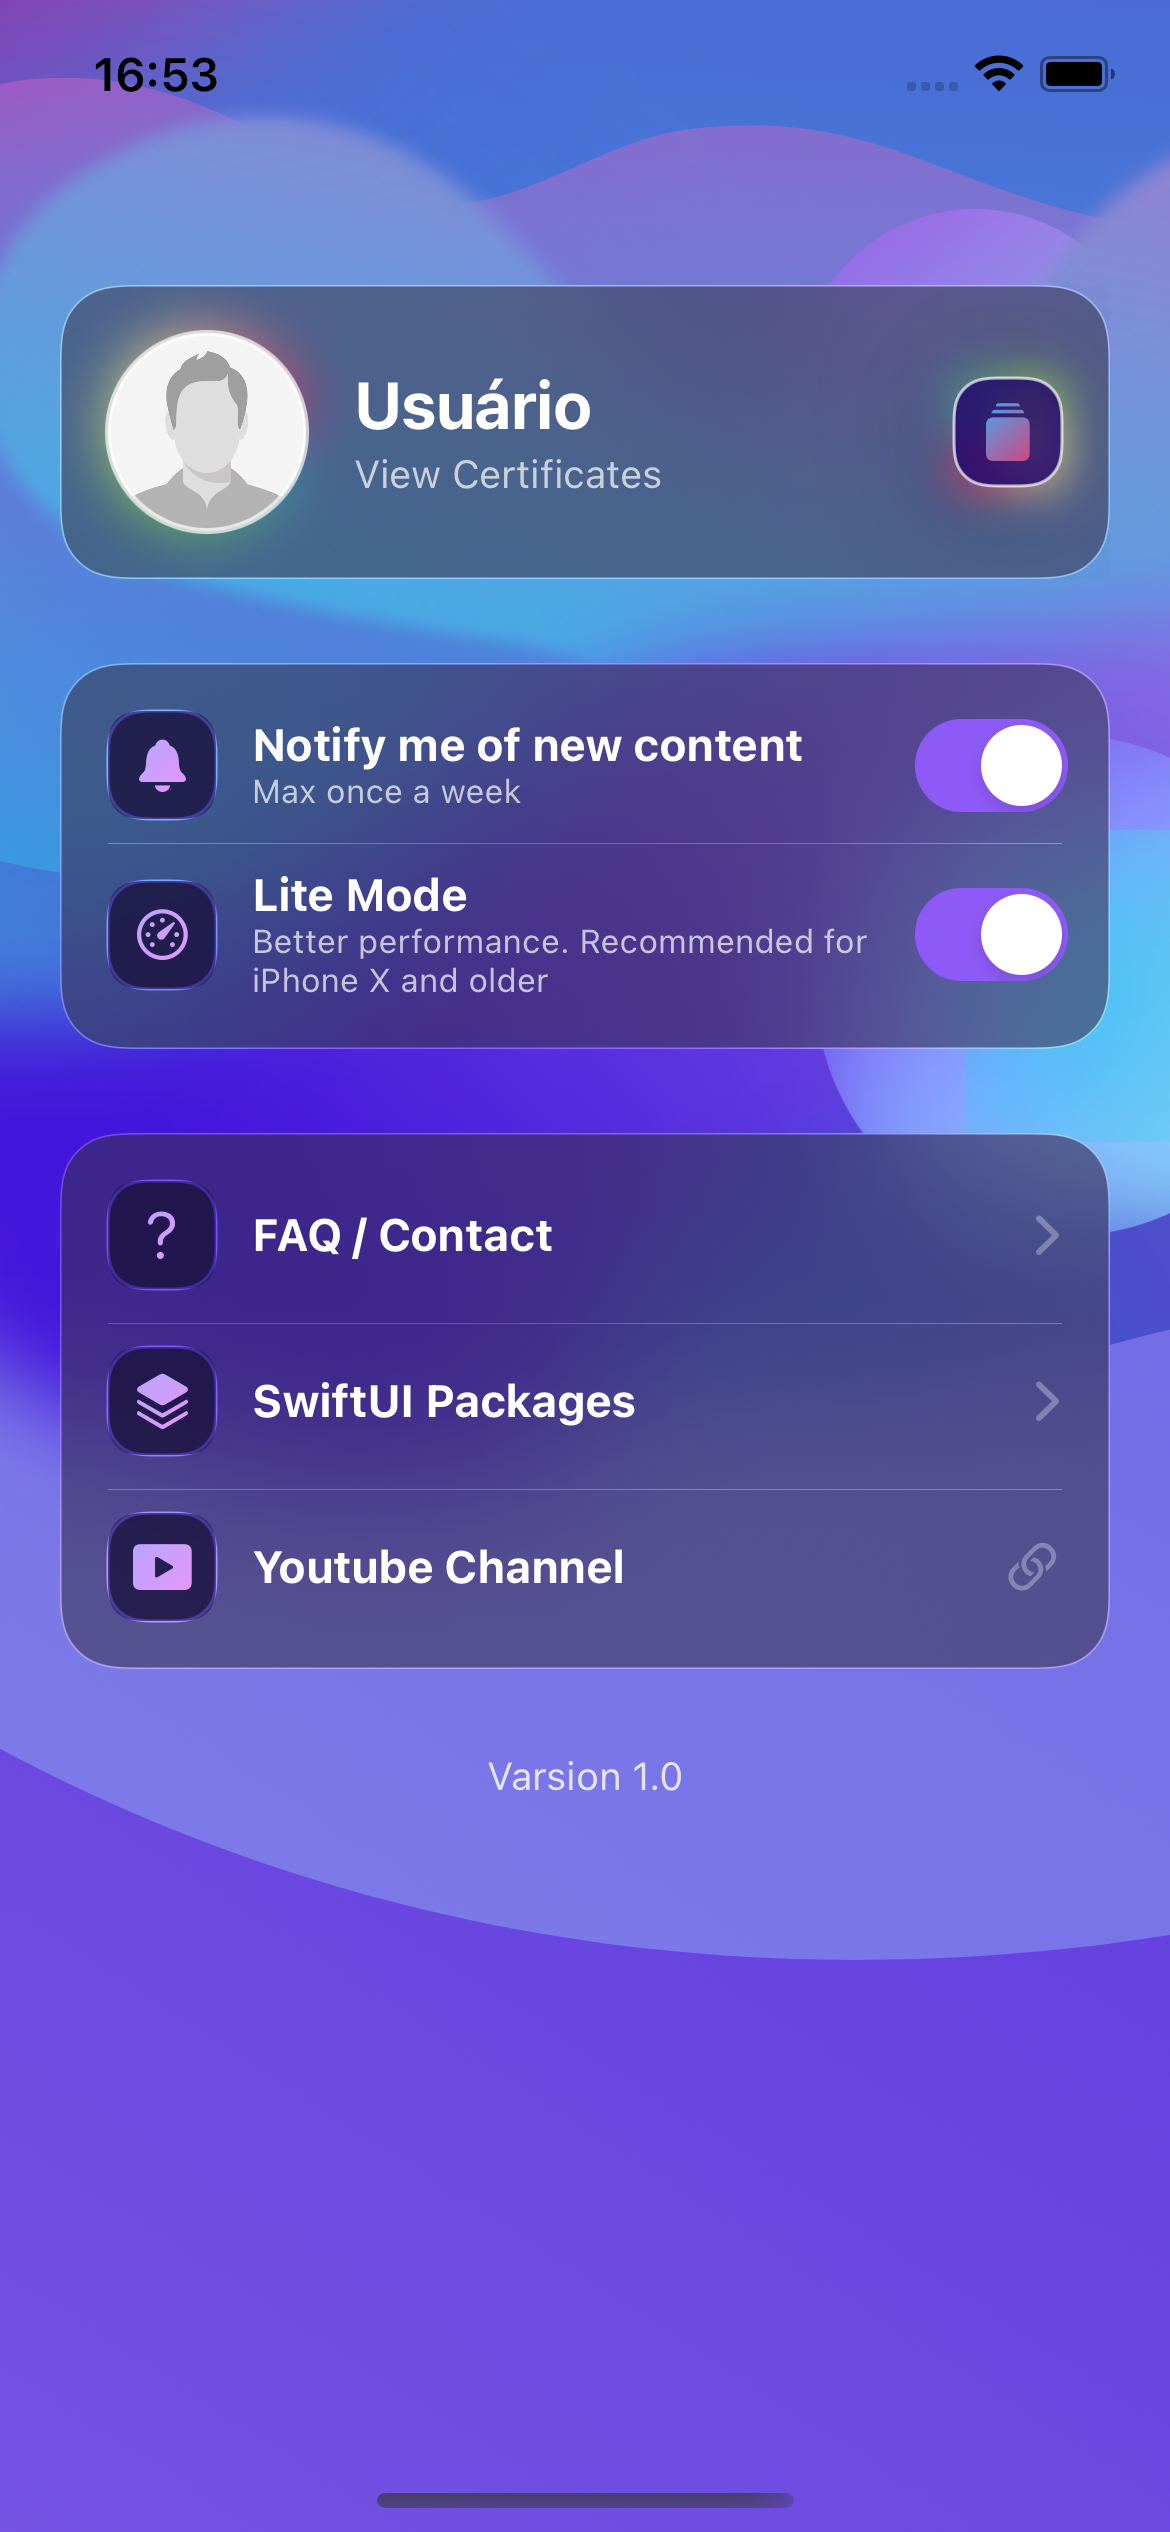 16:53
Usuário
View Certificates
Notify me of new content
Max once a week
Lite Mode
Better performance. Recommended for
iPhone X and older
FAQ / Contact
SwiftUI Packages
Youtube Channel
Varsion 1.0